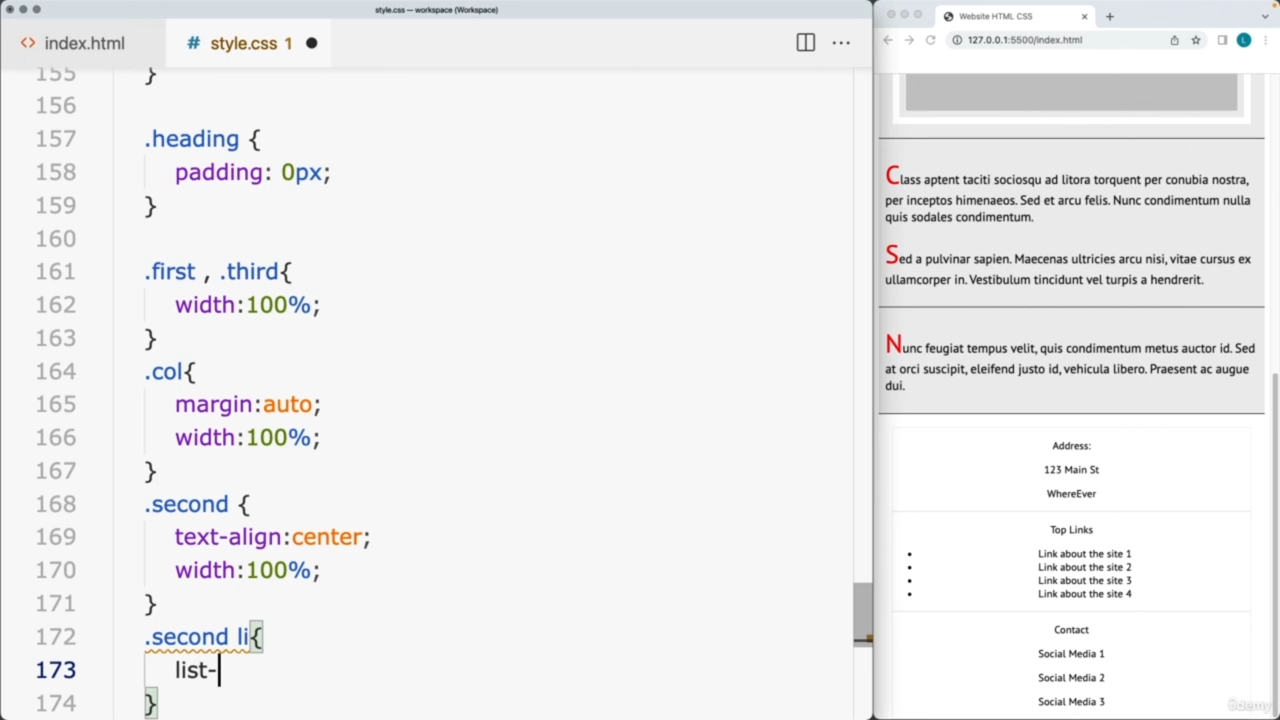 style.css — workspace (Workspace)
<> index.html
# style.css 1
155 }
156
157 .heading {
158 padding: 0px;
159 }
160
161 .first , .third{
162 width:100%;
163 }
164 .col{
165 margin:auto;
166 width:100%;
167 }
168 .second {
169 text-align:center;
170 width:100%;
171 }
172 .second li{
173 list-
174 }
Website HTML CSS
127.0.0.1:5500/index.html
L
Class aptent taciti sociosqu ad litora torquent per conubia nostra,
per inceptos himenaeos. Sed et arcu felis. Nunc condimentum nulla
quis sodales condimentum.
Sed a pulvinar sapien. Maecenas ultricies arcu nisi, vitae cursus ex
ullamcorper in. Vestibulum tincidunt vel turpis a hendrerit.
Nunc feugiat tempus velit, quis condimentum metus auctor id. Sed
at orci suscipit, eleifend justo id, vehicula libero. Praesent ac augue
dui.
Address:
123 Main St
WhereEver
Top Links
• Link about the site 1
• Link about the site 2
• Link about the site 3
• Link about the site 4
Contact
Social Media 1
Social Media 2
Social Media 3
ûdemy